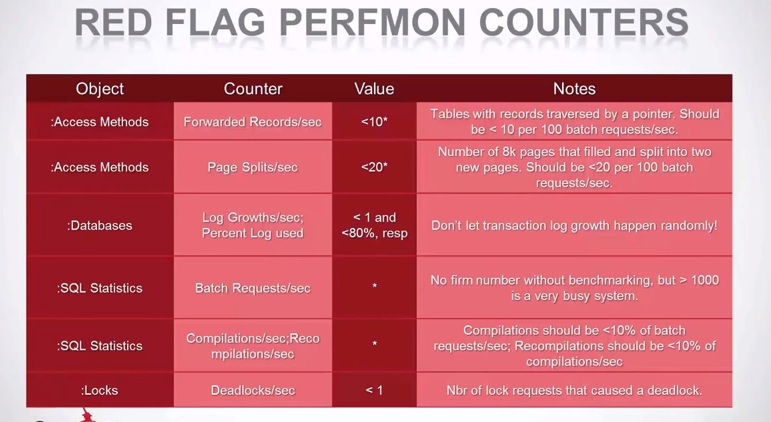 RED FLAG PERFMON COUNTERS
Object Counter Value Notes
:Access Methods Forwarded Records/sec <10* Tables with records traversed by a pointer. Should
be < 10 per 100 batch requests/sec.
:Access Methods Page Splits/sec <20* Number of 8k pages that filled and split into two
new pages. Should be <20 per 100 batch
requests/sec.
:Databases Log Growths/sec; < 1 and Don't let transaction log growth happen randomly!
Percent Log used <80%, resp
:SQL Statistics Batch Requests/sec * No firm number without benchmarking, but > 1000
is a very busy system.
:SQL Statistics Compilations/sec;Reco * Compilations should be <10% of batch
mpilations/sec requests/sec; Recompilations should be <10% of
compilations/sec
:Locks Deadlocks/sec < 1 Nbr of lock requests that caused a deadlock.